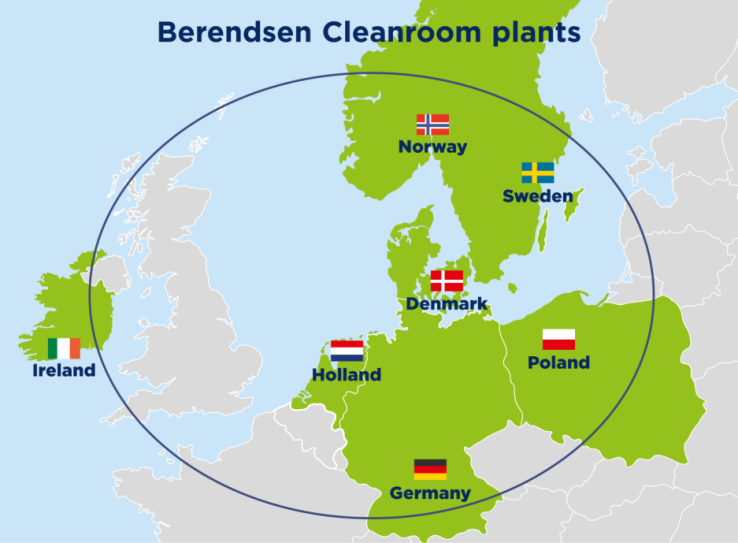 Berendsen Cleanroom plants
Norway
Sweden
Denmark
Ireland
Holland
Poland
Germany